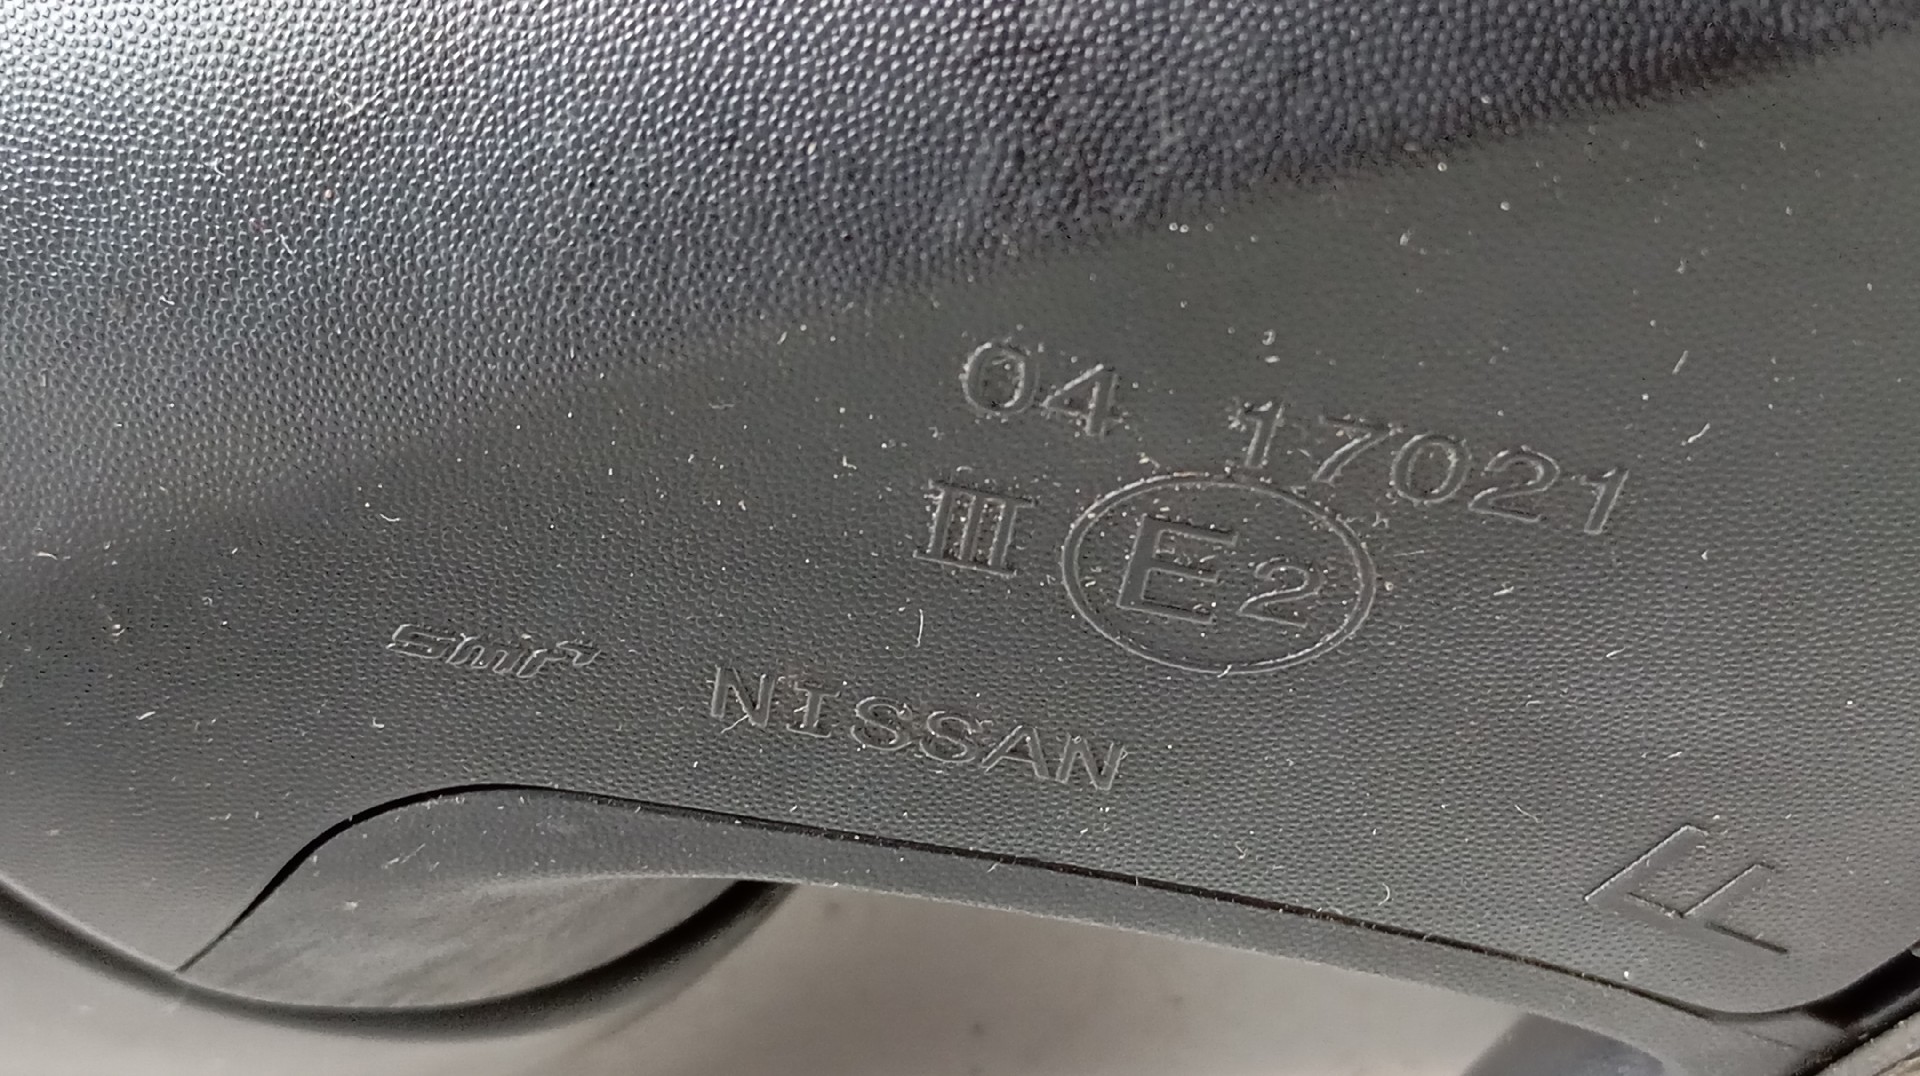 04 17021
III E2
smr
NISSAN
F